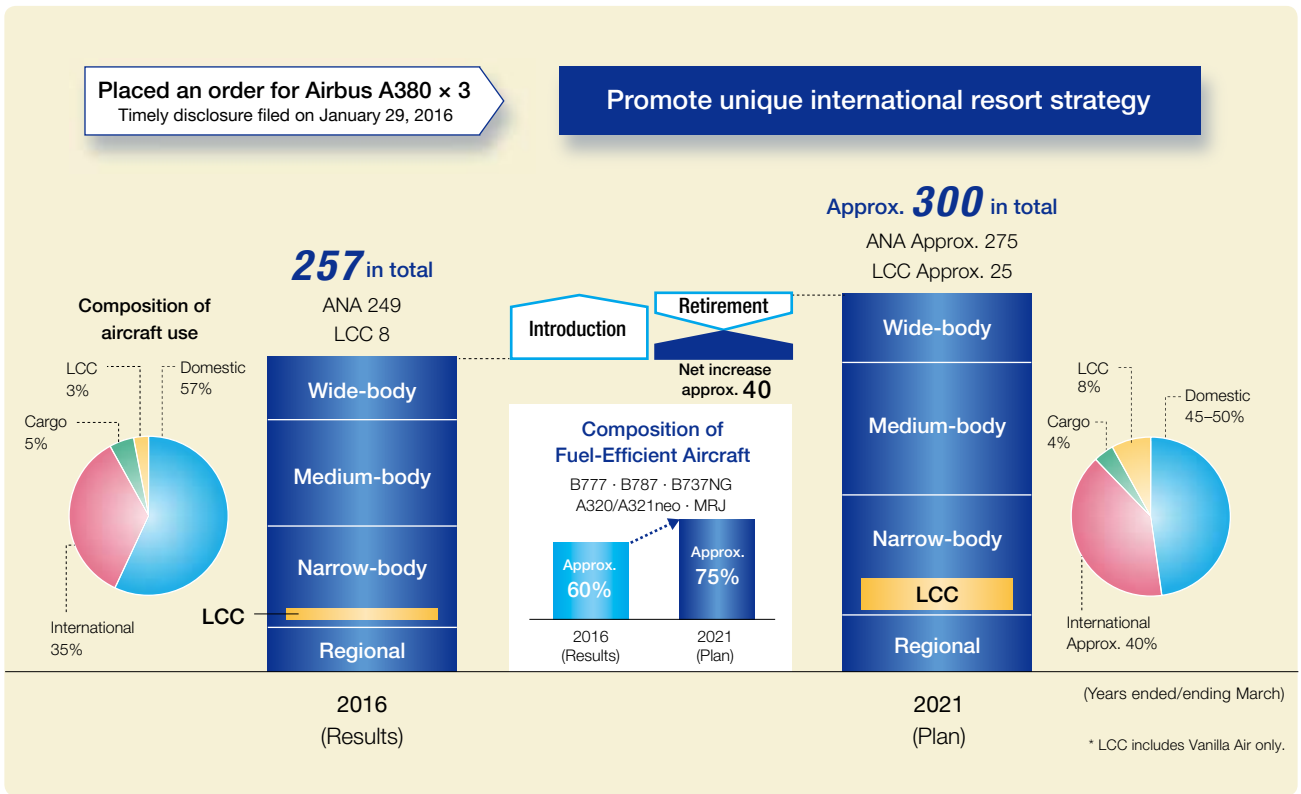 Placed an order for Airbus A380 × 3
Timely disclosure filed on January 29, 2016
Promote unique international resort strategy
Composition of
aircraft use
LCC
3%
Domestic
57%
Cargo
5%
International
35%
257 in total
ANA 249
LCC 8
Wide-body
Medium-body
Narrow-body
LCC
Regional
2016
(Results)
Introduction
Retirement
Net increase
approx. 40
Composition of
Fuel-Efficient Aircraft
B777 · B787 · B737NG
A320/A321neo · MRJ
Approx.
60%
Approx.
75%
2016
(Results)
2021
(Plan)
Approx. 300 in total
ANA Approx. 275
LCC Approx. 25
Wide-body
Medium-body
Narrow-body
LCC
Regional
2021
(Plan)
LCC
8%
Domestic
45–50%
Cargo
4%
International
Approx. 40%
(Years ended/ending March)
* LCC includes Vanilla Air only.